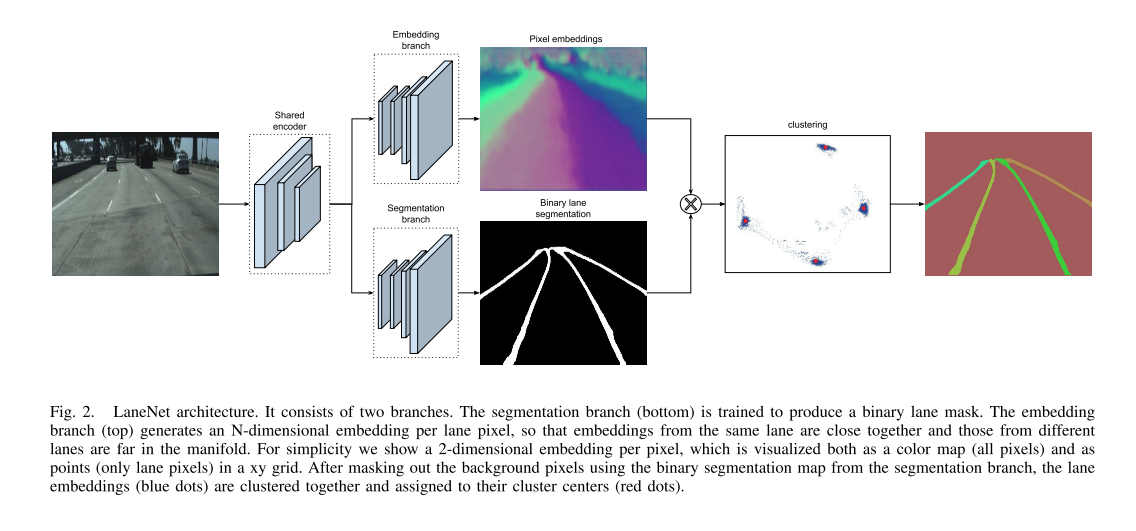 Embedding
branch
Pixel embeddings
Shared
encoder
clustering
Segmentation
branch
Binary lane
segmentation
Fig. 2. LaneNet architecture. It consists of two branches. The segmentation branch (bottom) is trained to produce a binary lane mask. The embedding
branch (top) generates an N-dimensional embedding per lane pixel, so that embeddings from the same lane are close together and those from different
lanes are far in the manifold. For simplicity we show a 2-dimensional embedding per pixel, which is visualized both as a color map (all pixels) and as
points (only lane pixels) in a xy grid. After masking out the background pixels using the binary segmentation map from the segmentation branch, the lane
embeddings (blue dots) are clustered together and assigned to their cluster centers (red dots).